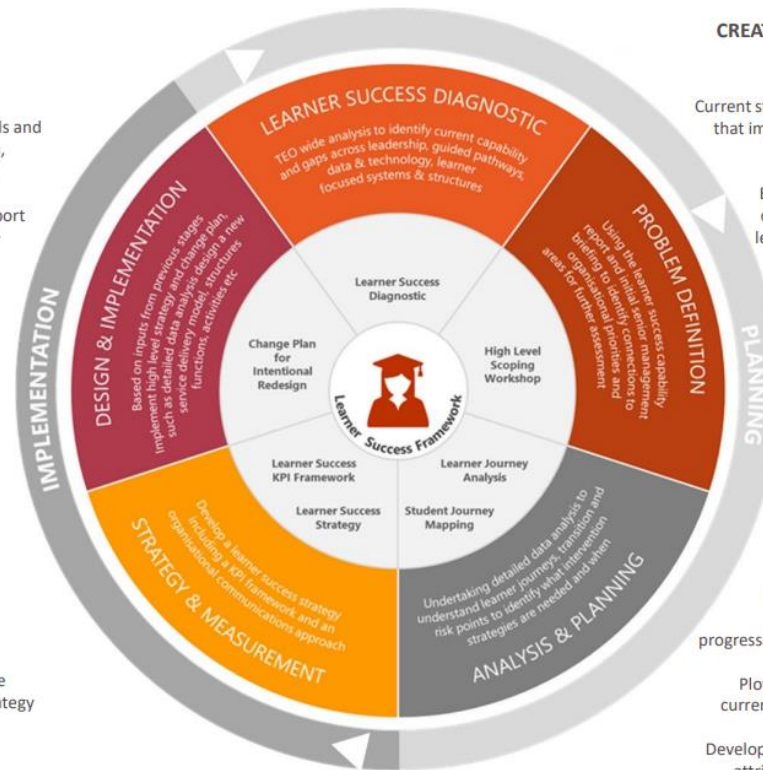 CREAT
Current s
that im
ls and
port
LEARNER SUCCESS DIAGNOSTIC
TEO wide analysis to identify current capability
and gaps across leadership, guided pathways,
data & technology, learner
focused systems & structures
PROBLEM DEFINITION
Using the learner success capability
report and initial senior management
briefing to identify connections to
organisational priorities and
areas for further assessment
PLANNING
ANALYSIS & PLANNING
Undertaking detailed data analysis to
understand learner journeys, transition and
risk points to identify what intervention
strategies are needed and when
STRATEGY & MEASUREMENT
Develop a learner success strategy
including a KPI framework and an
organisational communications approach
DESIGN & IMPLEMENTATION
Based on inputs from previous stages
Implement high level strategy and change plan,
such as detailed data analysis design a new
service delivery model, structures
functions, activities etc
IMPLEMENTATION
Learner Success
Diagnostic
High Level
Scoping
Workshop
Learner Journey
Analysis
Student Journey
Mapping
Learner Success
KPI Framework
Learner Success
Strategy
Change Plan
for
Intentional
Redesign
Learner Success Framework
le
progress
Plo
curren
Develop
e
tegy